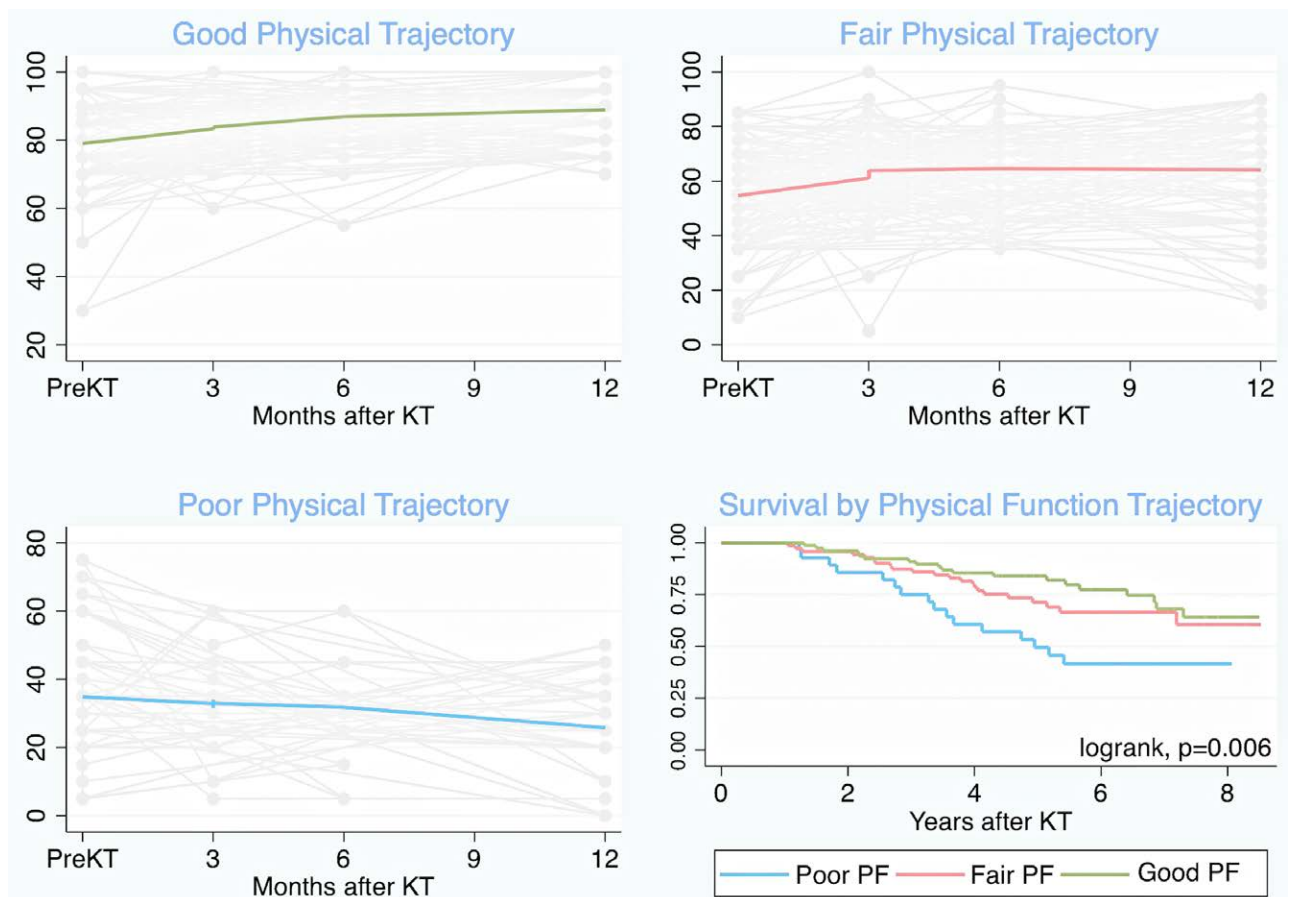 Good Physical Trajectory
100
80
60
40
20
PreKT 3 6 9 12
Months after KT
Fair Physical Trajectory
100
80
60
40
20
0
PreKT 3 6 9 12
Months after KT
Poor Physical Trajectory
80
60
40
20
0
PreKT 3 6 9 12
Months after KT
Survival by Physical Function Trajectory
1.00
0.75
0.50
0.25
0.00
logrank, p=0.006
0 2 4 6 8
Years after KT
Poor PF Fair PF Good PF